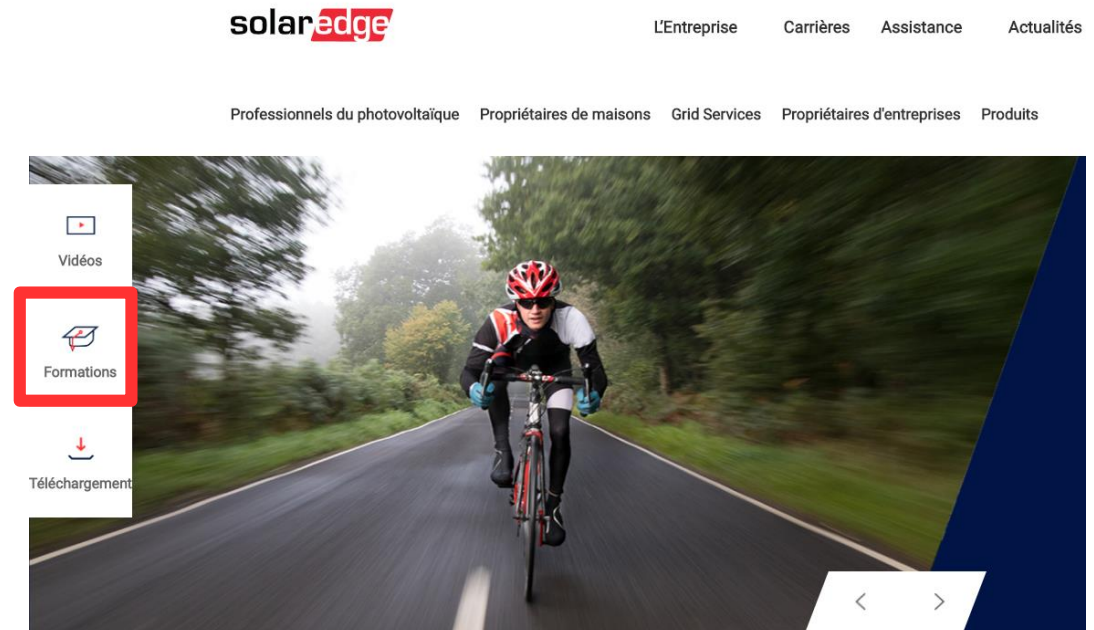 solaredge
L'Entreprise Carrières Assistance Actualités
Professionnels du photovoltaïque Propriétaires de maisons Grid Services Propriétaires d'entreprises Produits
Vidéos
Formations
Téléchargement